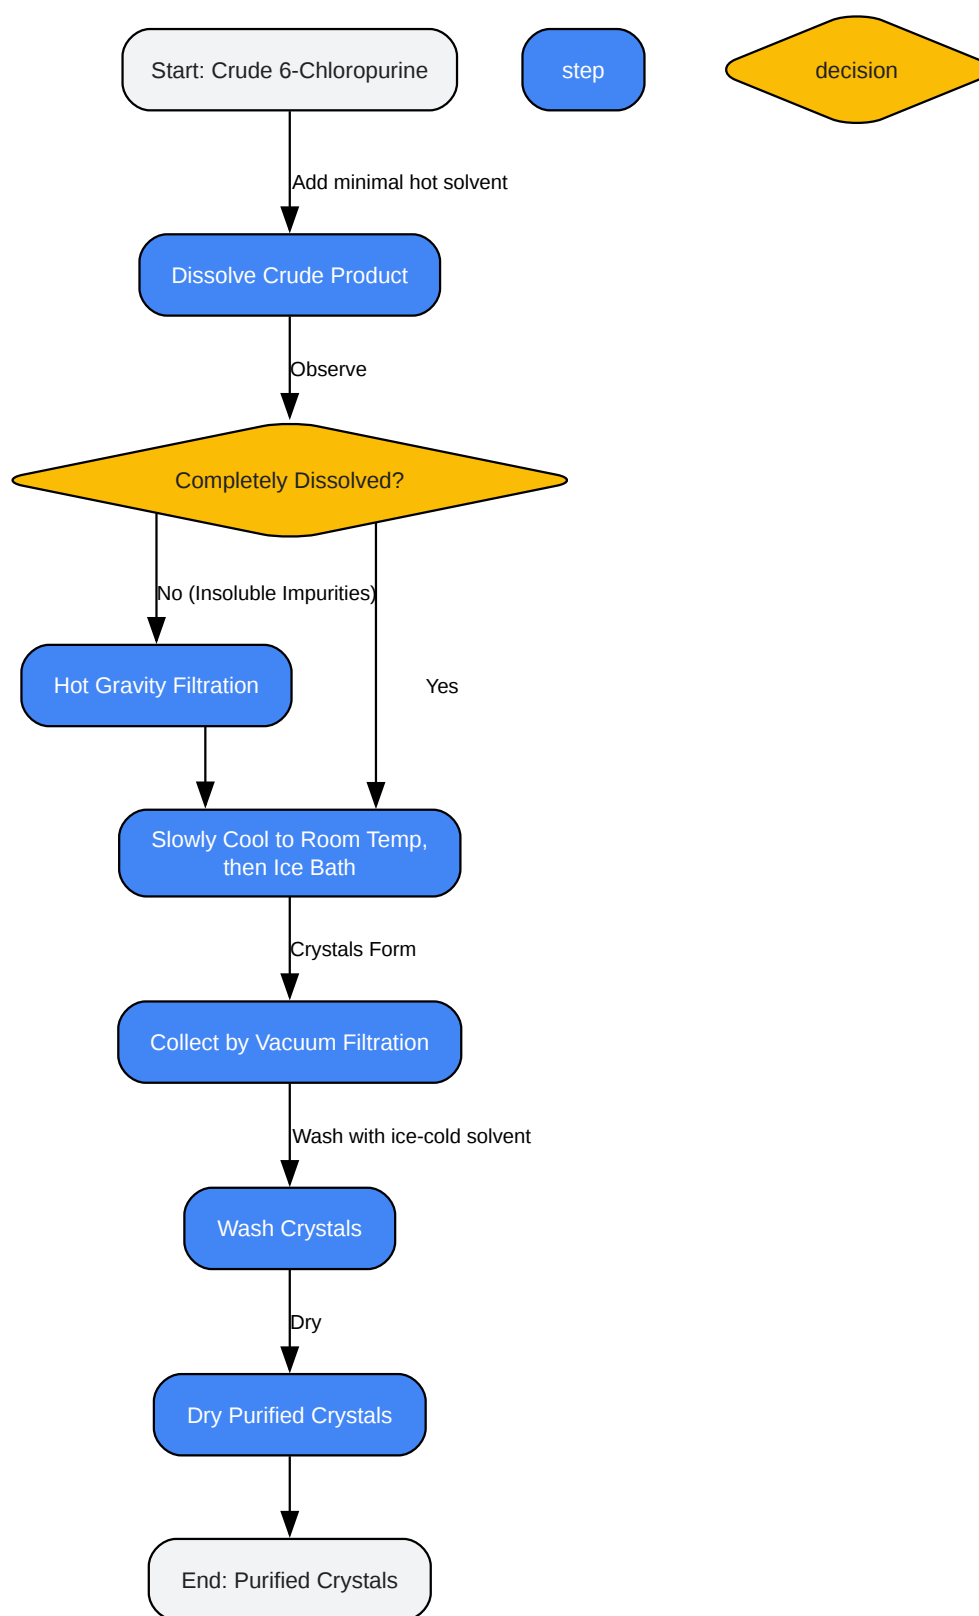 Start: Crude 6-Chloropurine
step
decision
Add minimal hot solvent
Dissolve Crude Product
Observe
Completely Dissolved?
No (Insoluble Impurities)
Hot Gravity Filtration
Yes
Slowly Cool to Room Temp,
then Ice Bath
Crystals Form
Collect by Vacuum Filtration
Wash with ice-cold solvent
Wash Crystals
Dry
Dry Purified Crystals
End: Purified Crystals